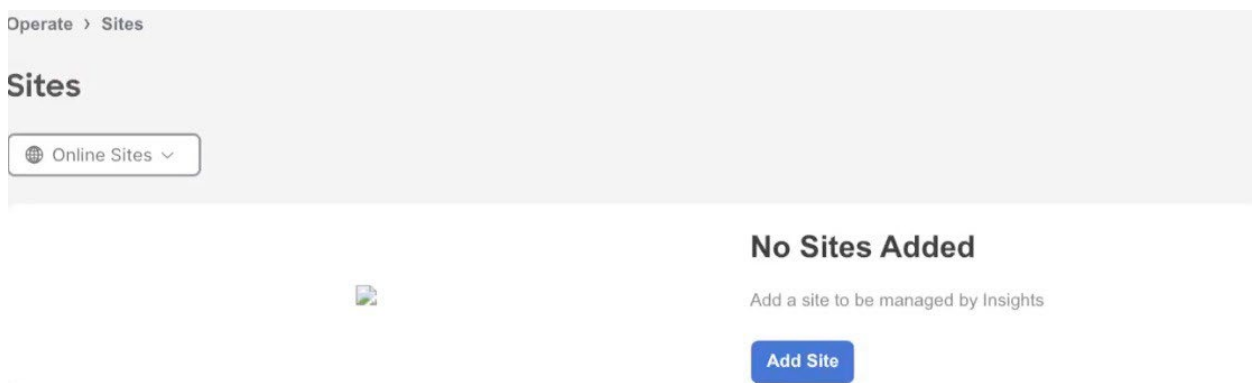 Operate > Sites
Sites
Online Sites
No Sites Added
Add a site to be managed by Insights
Add Site